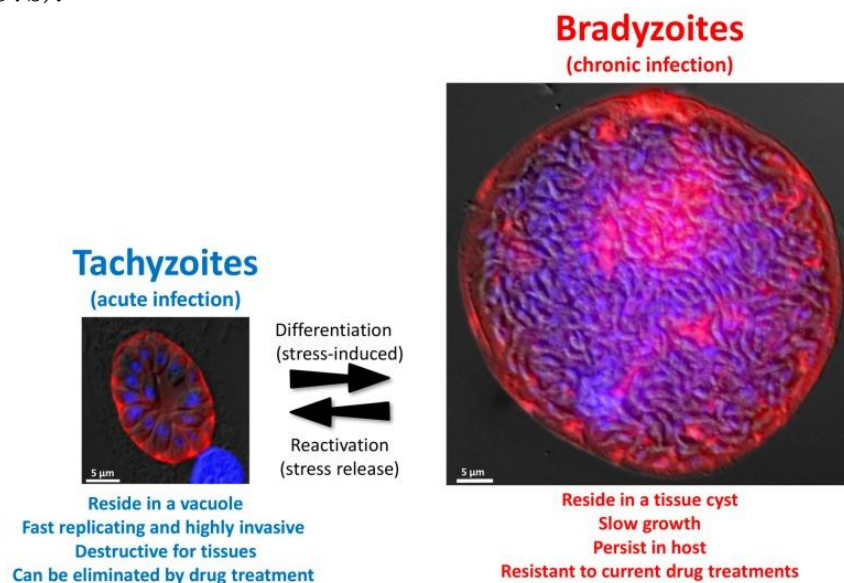 Bradyzoites
(chronic infection)
Tachyzoites
(acute infection)
Differentiation
(stress-induced)
Reactivation
(stress release)
5 µm
5 µm
Reside in a vacuole
Fast replicating and highly invasive
Destructive for tissues
Can be eliminated by drug treatment
Reside in a tissue cyst
Slow growth
Persist in host
Resistant to current drug treatments